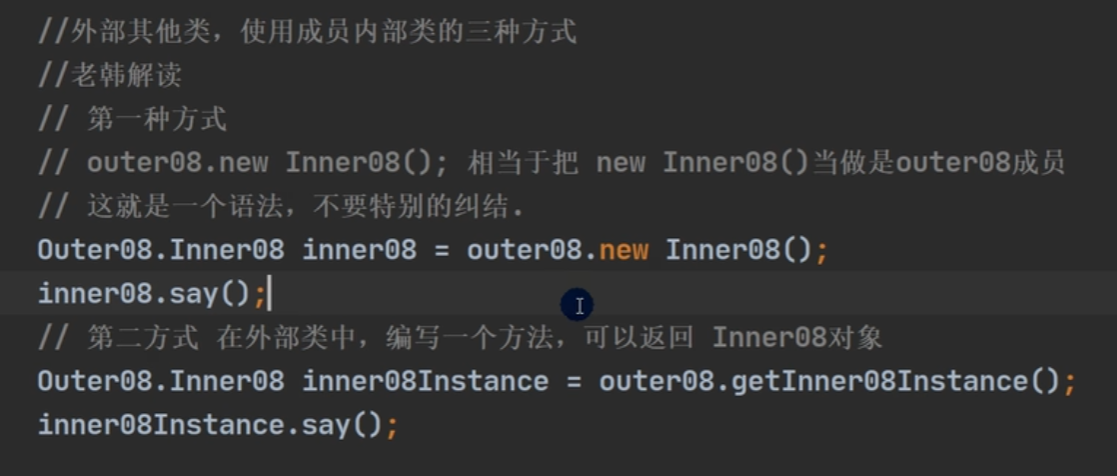 //外部其他类，使用成员内部类的三种方式
//老韩解读
// 第一种方式
// outer08.new Inner08(); 相当于把 new Inner08()当做是outer08成员
// 这就是一个语法，不要特别的纠结.
Outer08.Inner08 inner08 = outer08.new Inner08();
inner08.say();
// 第二方式 在外部类中，编写一个方法，可以返回 Inner08对象
Outer08.Inner08 inner08Instance = outer08.getInner08Instance();
inner08Instance.say();